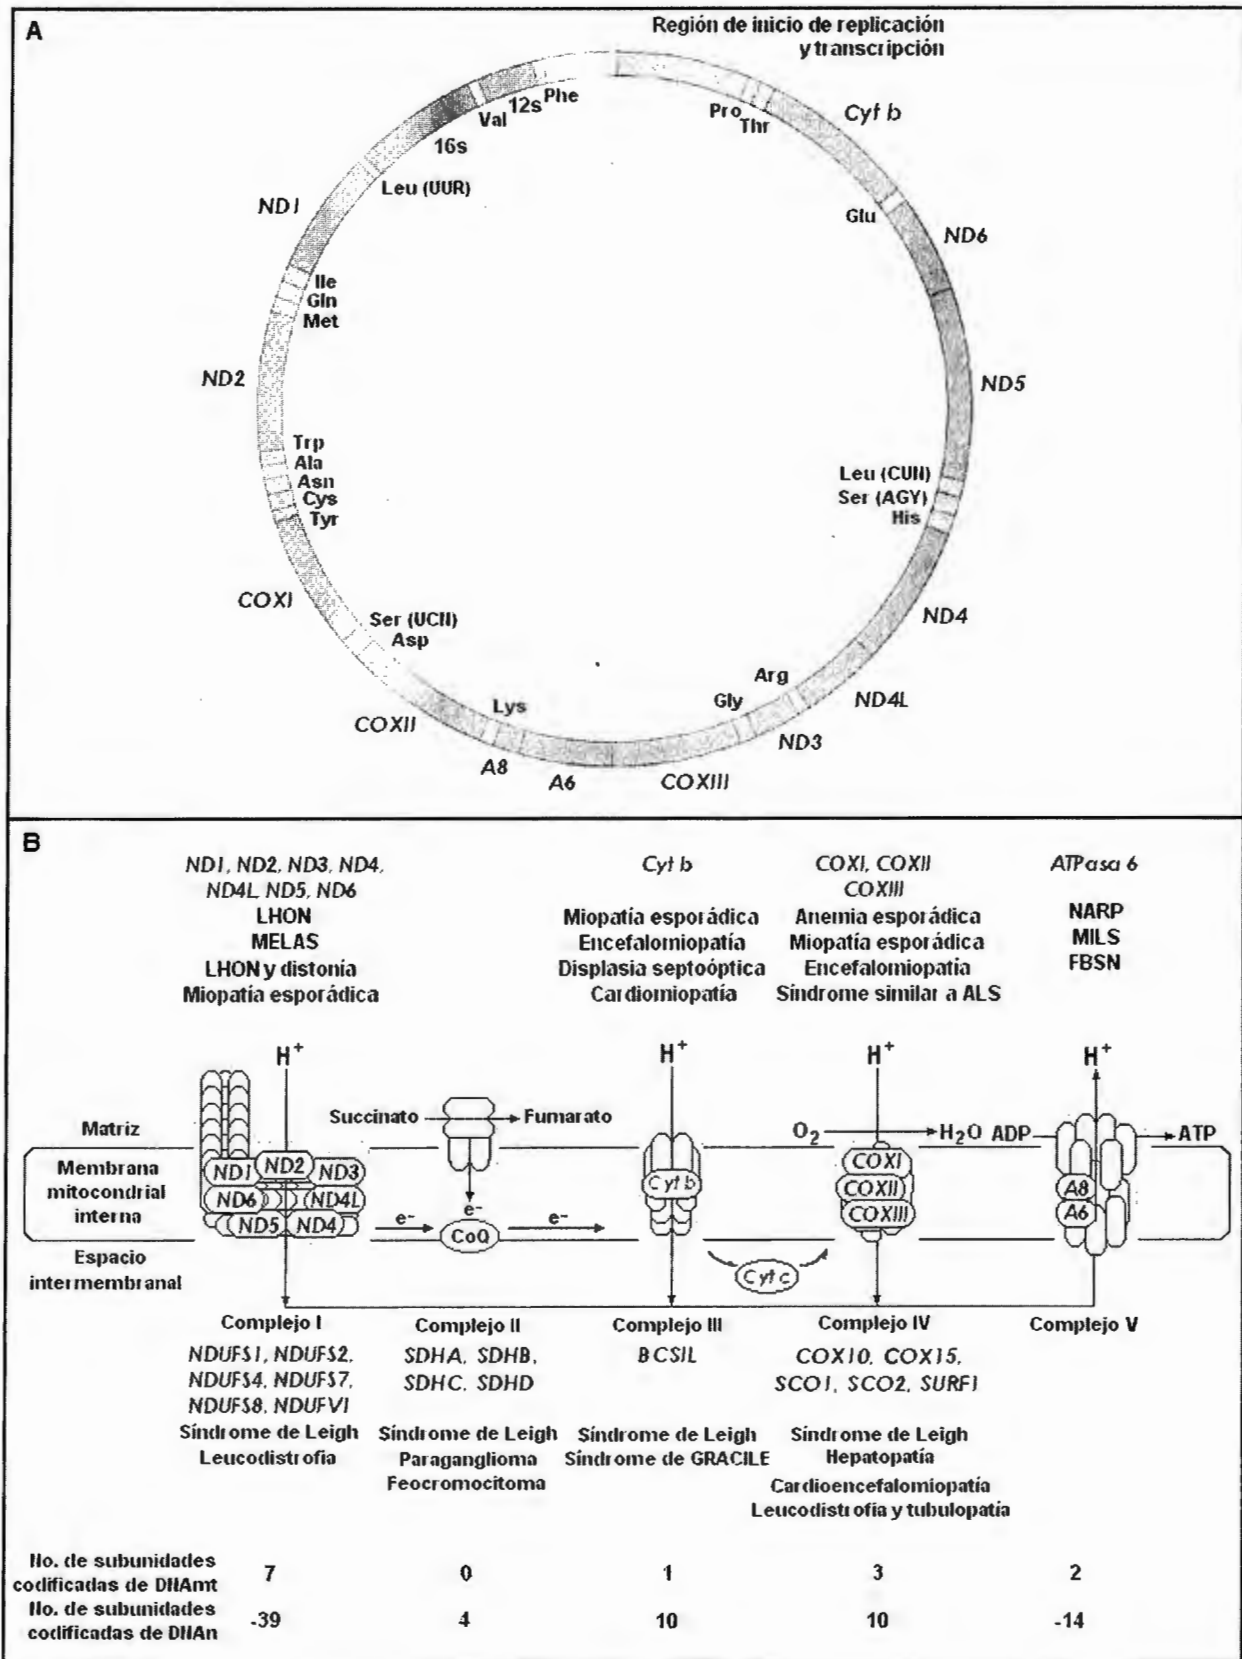 A
Región de inicio de replicación
y transcripción
Phe
12s
Val
16s
Leu (UUR)
ND1
Ile
Gln
Met
ND2
Trp
Ala
Asn
Cys
Tyr
COXI
Ser (UCN)
Asp
COXII
Lys
A8
A6
COXIII
Gly
ND3
Arg
ND4L
ND4
His
Ser (AGY)
Leu (CUN)
ND5
ND6
Glu
Cyt b
Thr
Pro
B
ND1, ND2, ND3, ND4,
ND4L ND5, ND6
LHON
MELAS
LHON y distonía
Miopatía esporádica
Cyt b
Miopatía esporádica
Encefalomiopatía
Displasia septoóptica
Cardiomiopatía
COXI, COXII
COXIII
Anemia esporádica
Miopatía esporádica
Encefalomiopatía
Síndrome similar a ALS
ATPasa 6
NARP
MILS
FBSN
H+
H+
H+
H+
Matriz
Succinato
Fumarato
O2
H2O
ADP
ATP
Membrana
mitocondrial
interna
ND1
ND2
ND3
ND6
ND4L
ND5
ND4
e-
e-
CoQ
e-
Cyt b
Cyt c
COXI
COXII
COXIII
A8
A6
Espacio
intermembranal
Complejo I
NDUFS1, NDUFS2,
NDUFS4, NDUFS7,
NDUFS8, NDUFV1
Síndrome de Leigh
Leucodistrofia
Complejo II
SDHA, SDHB,
SDHC, SDHD
Síndrome de Leigh
Paraganglioma
Feocromocitoma
Complejo III
BCSIL
Síndrome de Leigh
Síndrome de GRACILE
Complejo IV
COX10, COX15,
SCO1, SCO2, SURF1
Síndrome de Leigh
Hepatopatía
Cardioencefalomiopatía
Leucodistrofia y tubulopatía
Complejo V
No. de subunidades
codificadas de DNAmt
7 0 1 3 2
No. de subunidades
codificadas de DNAn
-39 4 10 10 -14